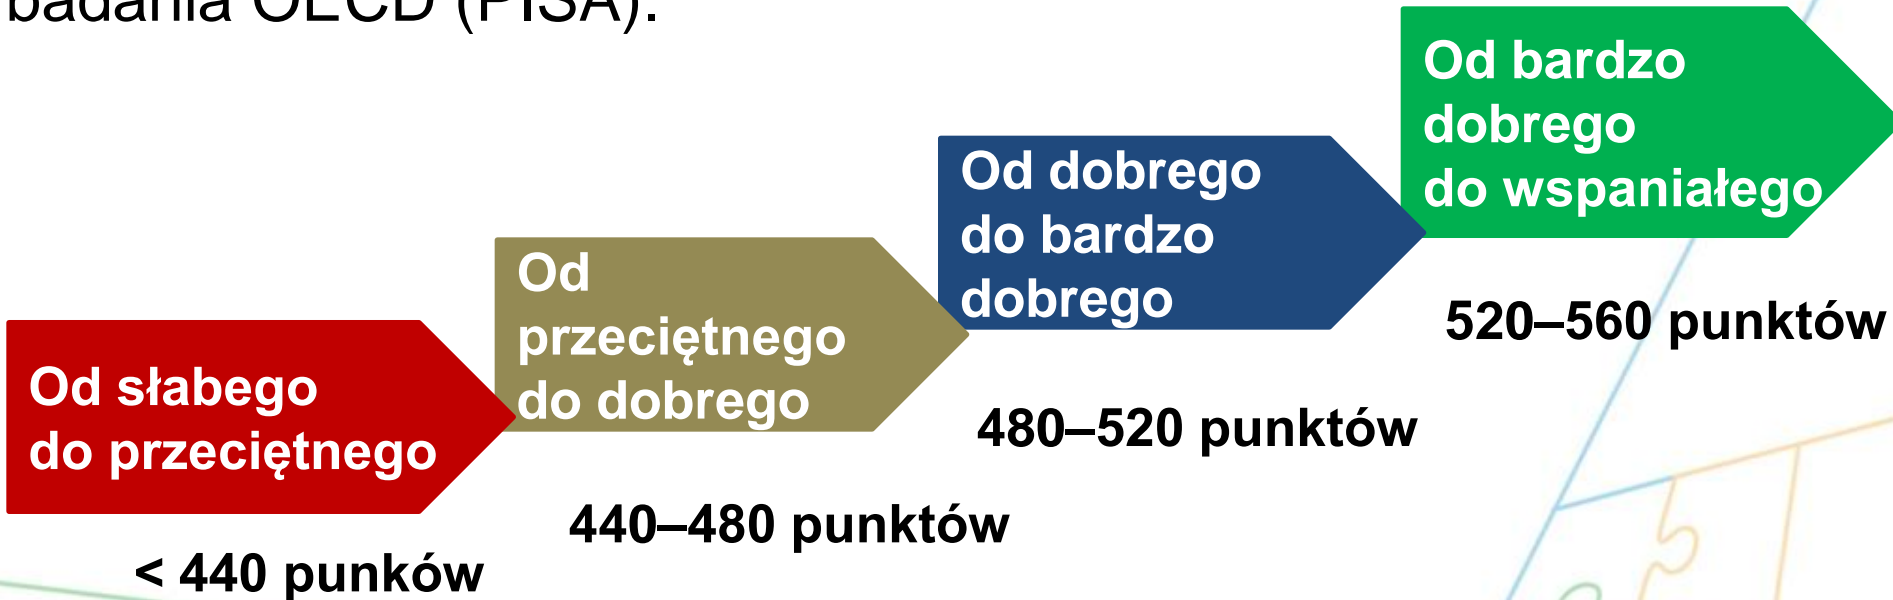 badania OECD (PISA).
Od słabego
do przeciętnego
< 440 punków
Od
przeciętnego
do dobrego
440–480 punktów
Od dobrego
do bardzo
dobrego
480–520 punktów
Od bardzo
dobrego
do wspaniałego
520–560 punktów